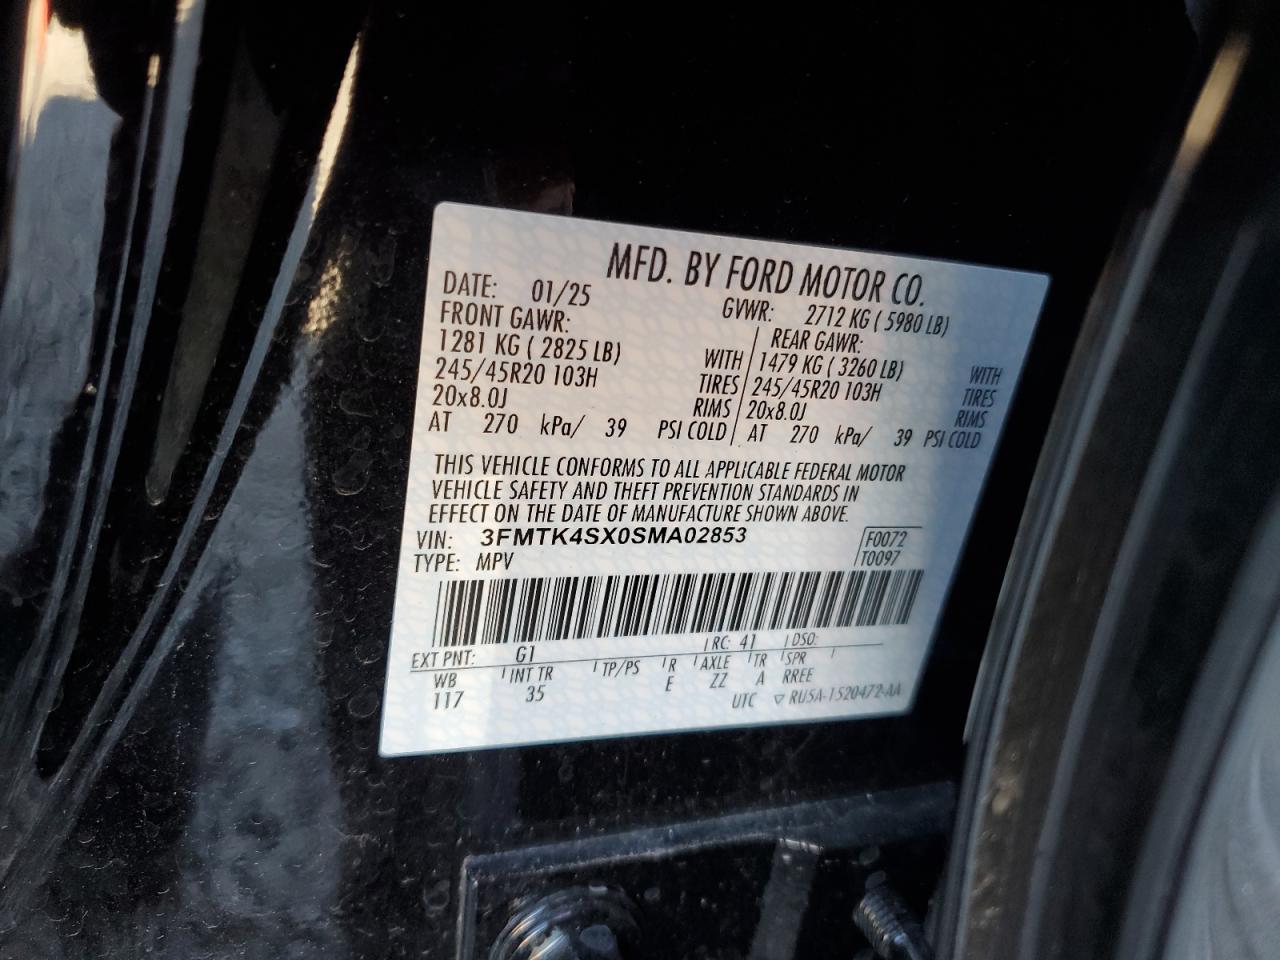 MFD. BY FORD MOTOR CO.
DATE: 01/25 GVWR: 2712 KG ( 5980 LB)
FRONT GAWR: REAR GAWR:
1281 KG ( 2825 LB) WITH 1479 KG ( 3260 LB) WITH
245/45R20 103H TIRES 245/45R20 103H TIRES
20x8.0J RIMS 20x8.0J RIMS
AT 270 kPa/ 39 PSI COLD AT 270 kPa/ 39 PSI COLD
THIS VEHICLE CONFORMS TO ALL APPLICABLE FEDERAL MOTOR
VEHICLE SAFETY AND THEFT PREVENTION STANDARDS IN
EFFECT ON THE DATE OF MANUFACTURE SHOWN ABOVE.
VIN: 3FMTK4SX0SMA02853 F0072
TYPE: MPV T0097
EXT PNT: G1 RC: 41 DSO:
WB INT TR TP/PS R AXLE TR SPR
117 35 E ZZ A RREE
UTC ▽ RU5A-1520472-AA